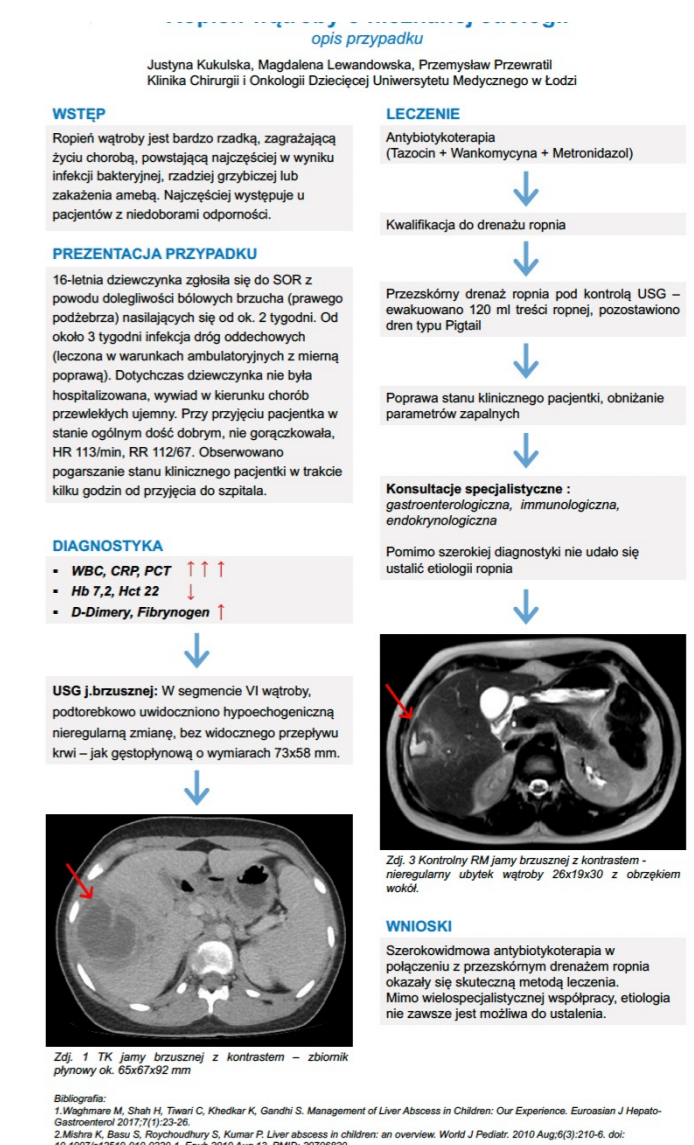 opis przypadku
Justyna Kukulska, Magdalena Lewandowska, Przemysław Przewratil
Klinika Chirurgii i Onkologii Dziecięcej Uniwersytetu Medycznego w Łodzi
WSTĘP
Ropień wątroby jest bardzo rzadką, zagrażającą
życiu chorobą, powstającą najczęściej w wyniku
infekcji bakteryjnej, rzadziej grzybiczej lub
zakażenia amebą. Najczęściej występuje u
pacjentów z niedoborami odporności.
PREZENTACJA PRZYPADKU
16-letnia dziewczynka zgłosiła się do SOR z
powodu dolegliwości bólowych brzucha (prawego
podżebrza) nasilających się od ok. 2 tygodni. Od
około 3 tygodni infekcja dróg oddechowych
(leczona w warunkach ambulatoryjnych z mierną
poprawą). Dotychczas dziewczynka nie była
hospitalizowana, wywiad w kierunku chorób
przewlekłych ujemny. Przy przyjęciu pacjentka w
stanie ogólnym dość dobrym, nie gorączkowała,
HR 113/min, RR 112/67. Obserwowano
pogarszanie stanu klinicznego pacjentki w trakcie
kilku godzin od przyjęcia do szpitala.
DIAGNOSTYKA
▪ WBC, CRP, PCT ↑↑↑
▪ Hb 7,2, Hct 22 ↓
▪ D-Dimery, Fibrynogen ↑
USG j.brzusznej: W segmencie VI wątroby,
podtorebkowo uwidoczniono hypoechogeniczną
nieregularną zmianę, bez widocznego przepływu
krwi – jak gęstopłynową o wymiarach 73x58 mm.
Zdj. 1 TK jamy brzusznej z kontrastem – zbiornik
płynowy ok. 65x67x92 mm
LECZENIE
Antybiotykoterapia
(Tazocin + Wankomycyna + Metronidazol)
Kwalifikacja do drenażu ropnia
Przezskórny drenaż ropnia pod kontrolą USG –
ewakuowano 120 ml treści ropnej, pozostawiono
dren typu Pigtail
Poprawa stanu klinicznego pacjentki, obniżanie
parametrów zapalnych
Konsultacje specjalistyczne :
gastroenterologiczna, immunologiczna,
endokrynologiczna
Pomimo szerokiej diagnostyki nie udało się
ustalić etiologii ropnia
Zdj. 3 Kontrolny RM jamy brzusznej z kontrastem -
nieregularny ubytek wątroby 26x19x30 z obrzękiem
wokół.
WNIOSKI
Szerokowidmowa antybiotykoterapia w
połączeniu z przezskórnym drenażem ropnia
okazały się skuteczną metodą leczenia.
Mimo wielospecjalistycznej współpracy, etiologia
nie zawsze jest możliwa do ustalenia.
Bibliografia:
1.Waghmare M, Shah H, Tiwari C, Khedkar K, Gandhi S. Management of Liver Abscess in Children: Our Experience. Euroasian J Hepato-
Gastroenterol 2017;7(1):23-26.
2.Mishra K, Basu S, Roychoudhury S, Kumar P. Liver abscess in children: an overview. World J Pediatr. 2010 Aug;6(3):210-6. doi: